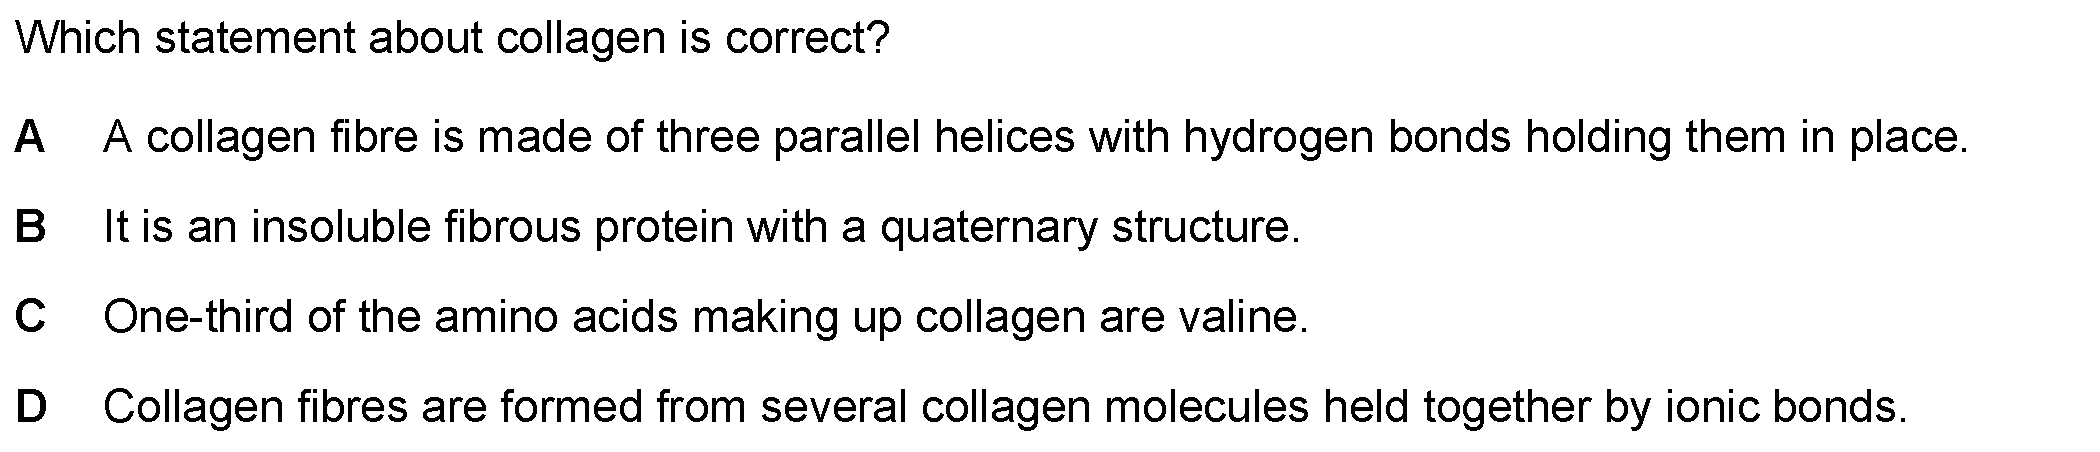 Which statement about collagen is correct?
A A collagen fibre is made of three parallel helices with hydrogen bonds holding them in place.
B It is an insoluble fibrous protein with a quaternary structure.
C One-third of the amino acids making up collagen are valine.
D Collagen fibres are formed from several collagen molecules held together by ionic bonds.